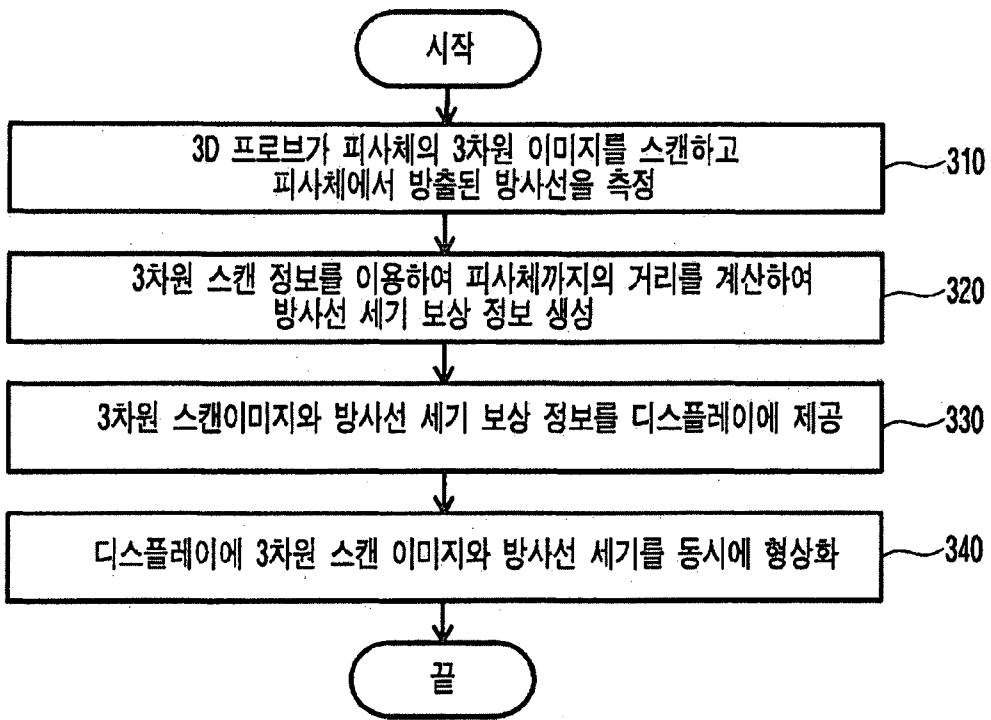 시작
3D 프로브가 피사체의 3차원 이미지를 스캔하고
피사체에서 방출된 방사선을 측정
310
3차원 스캔 정보를 이용하여 피사체까지의 거리를 계산하여
방사선 세기 보상 정보 생성
320
3차원 스캔이미지와 방사선 세기 보상 정보를 디스플레이에 제공
330
디스플레이에 3차원 스캔 이미지와 방사선 세기를 동시에 형상화
340
끝